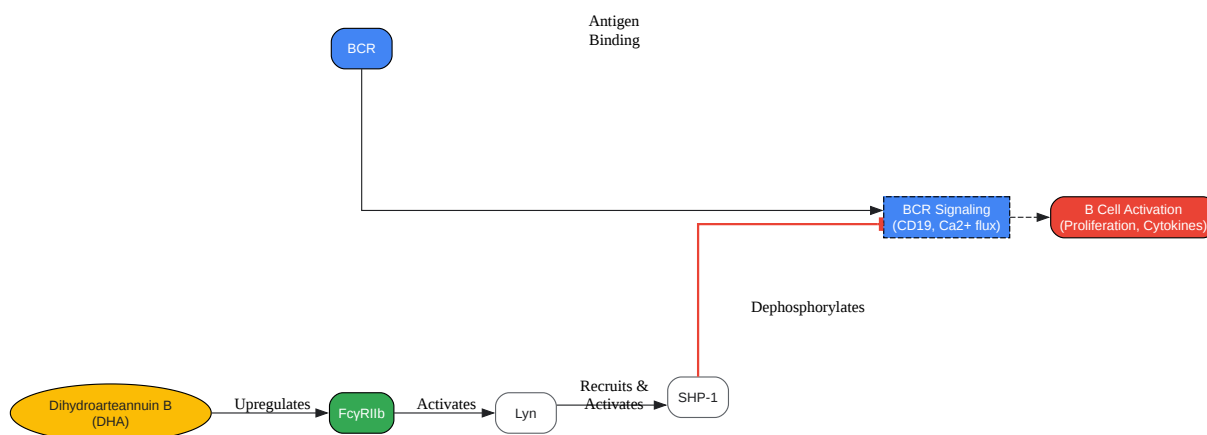 Antigen
Binding
BCR
BCR Signaling
(CD19, Ca2+ flux)
B Cell Activation
(Proliferation, Cytokines)
Dephosphorylates
Dihydroarteannuin B
(DHA)
Upregulates
FcγRIIb
Activates
Lyn
Recruits &
Activates
SHP-1